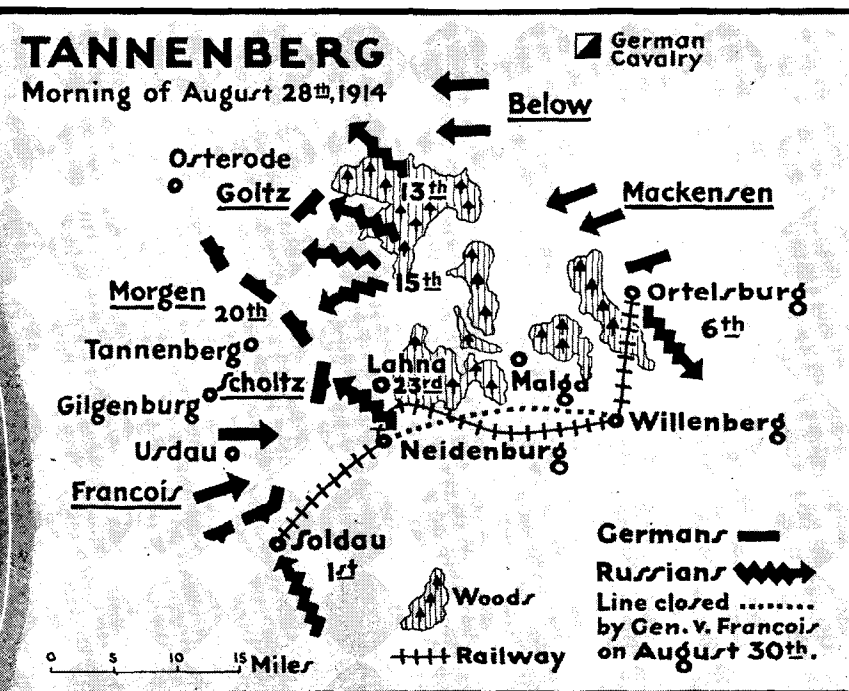 TANNENBERG
Morning of August 28th, 1914
German
Cavalry
Below
Osterode
Goltz
13th
Mackensen
15th
Morgen
20th
Ortelsburg
6th
Tannenberg
Scholtz
Lahna
23rd
Malga
Gilgenburg
Willenberg
Usdau
Neidenburg
Francois
Soldau
1st
Germans
Russians
Line closed ........
by Gen. v. Francois
on August 30th.
Woods
Railway
0 5 10 15 Miles